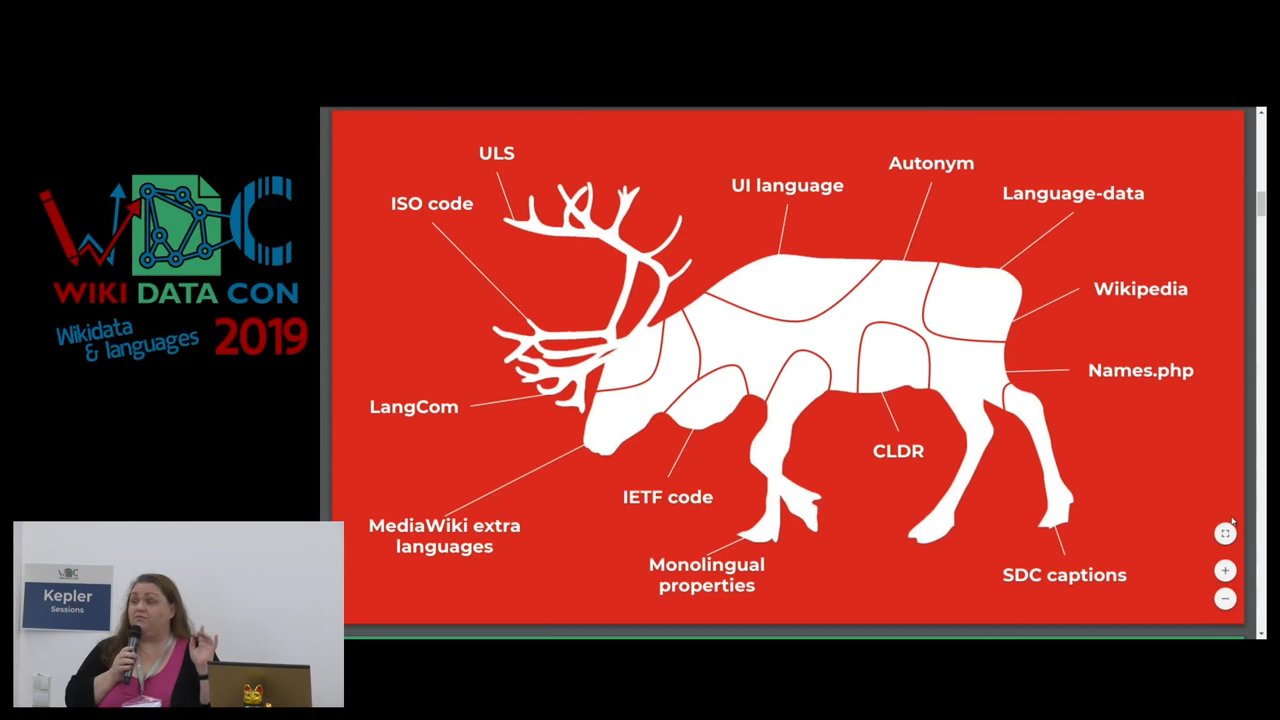 WIKI DATA CON
Wikidata
& languages
2019
Kepler
Sessions
ULS
ISO code
UI language
Autonym
Language-data
Wikipedia
Names.php
LangCom
CLDR
IETF code
MediaWiki extra
languages
Monolingual
properties
SDC captions